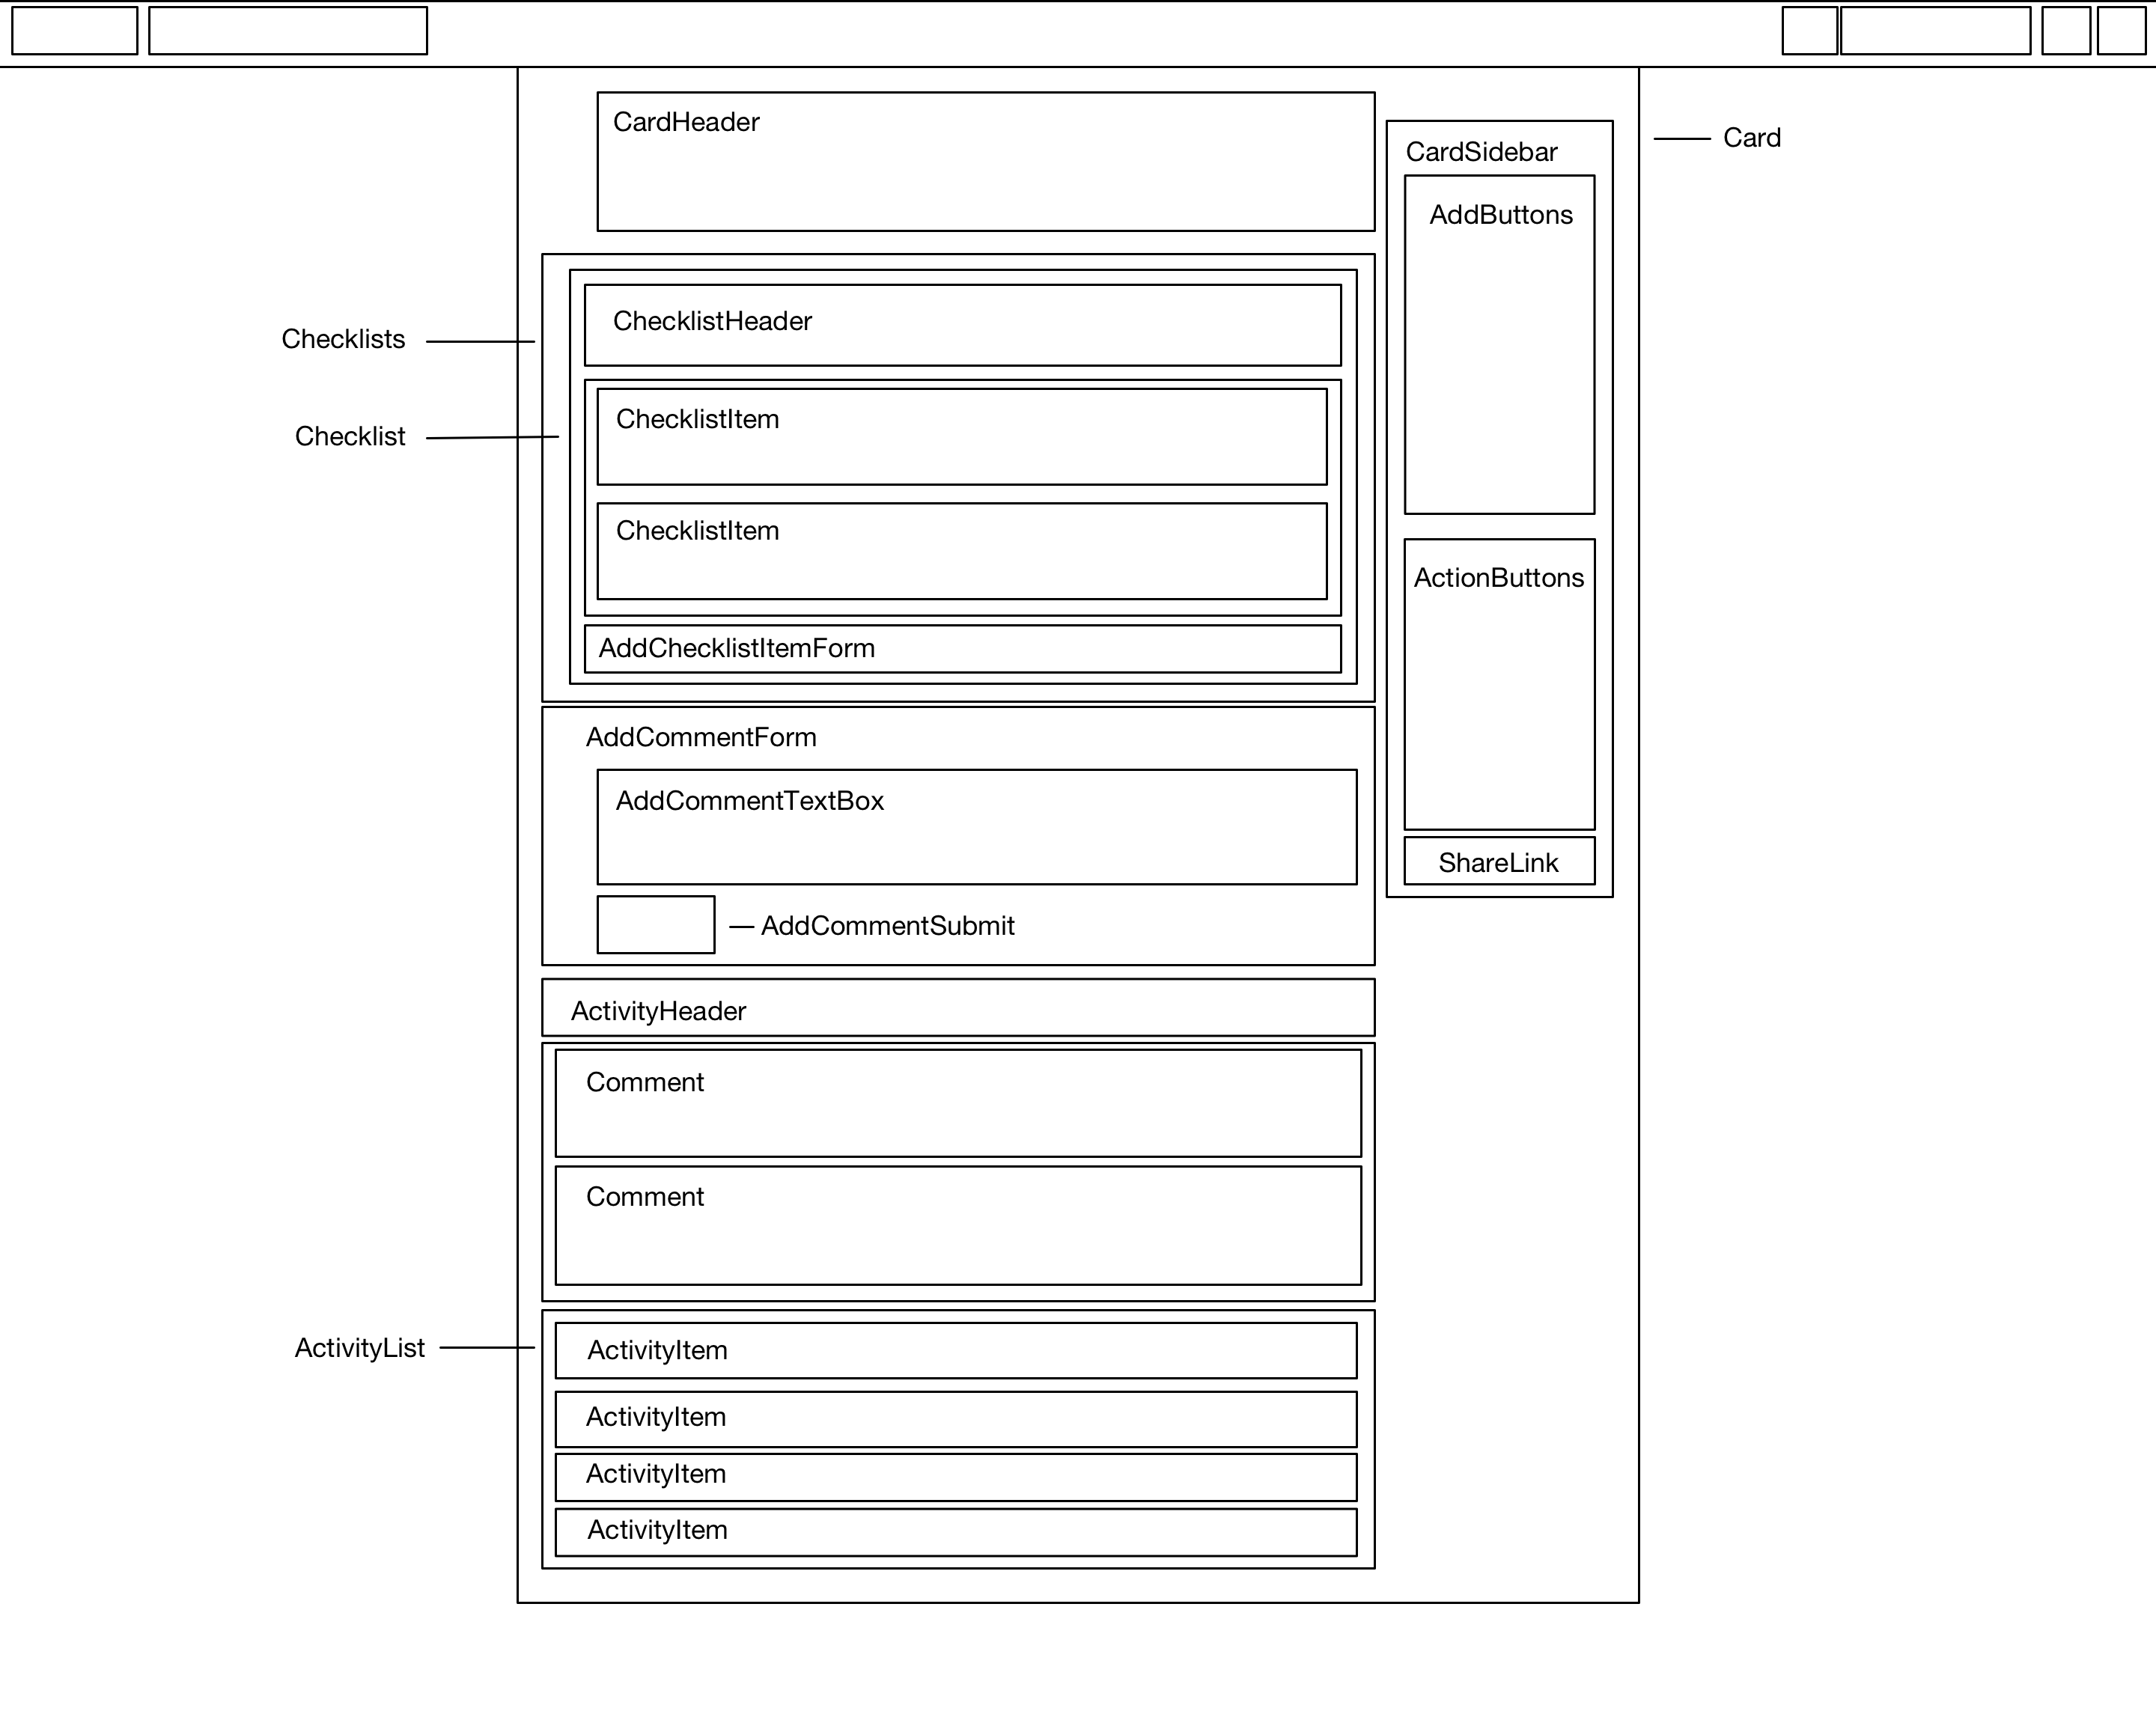 CardHeader
CardSidebar
Card
AddButtons
ChecklistHeader
Checklists
ChecklistItem
Checklist
ChecklistItem
ActionButtons
AddChecklistItemForm
AddCommentForm
AddCommentTextBox
ShareLink
AddCommentSubmit
ActivityHeader
Comment
Comment
ActivityList
ActivityItem
ActivityItem
ActivityItem
ActivityItem